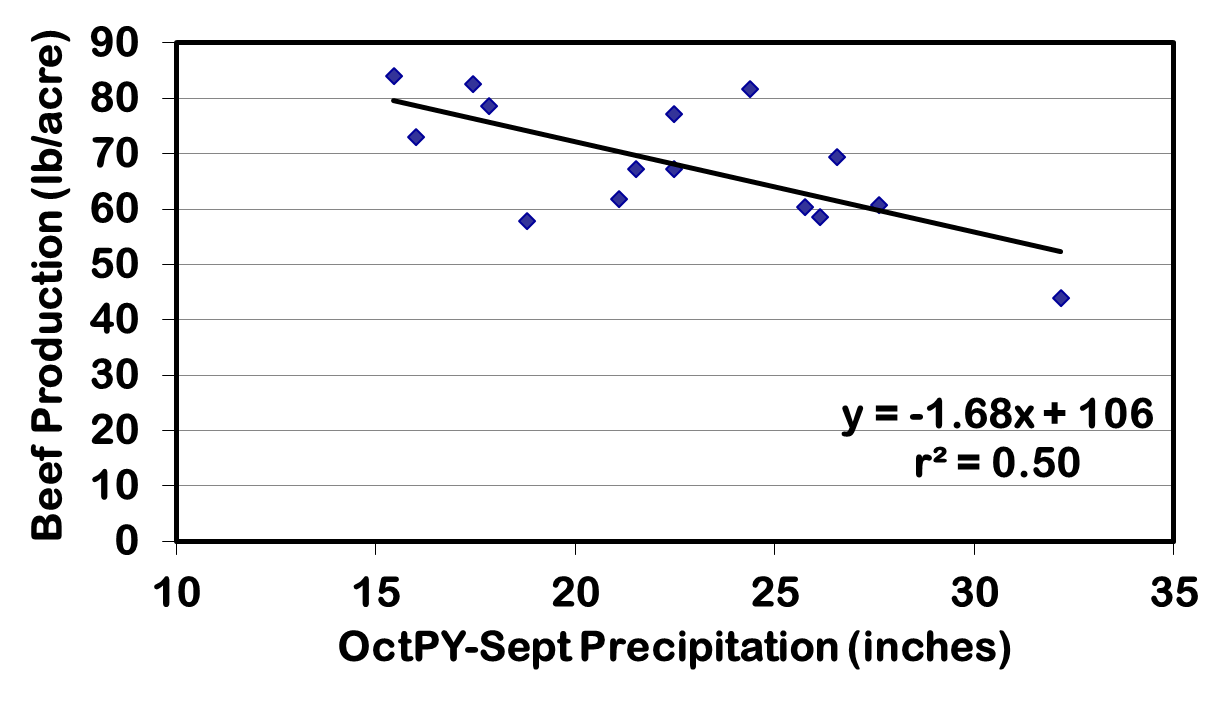 90
80
70
60
50
40
30
20
10
0
Beef Production (lb/acre)
y = -1.68x + 106
r² = 0.50
10 15 20 25 30 35
OctPY-Sept Precipitation (inches)